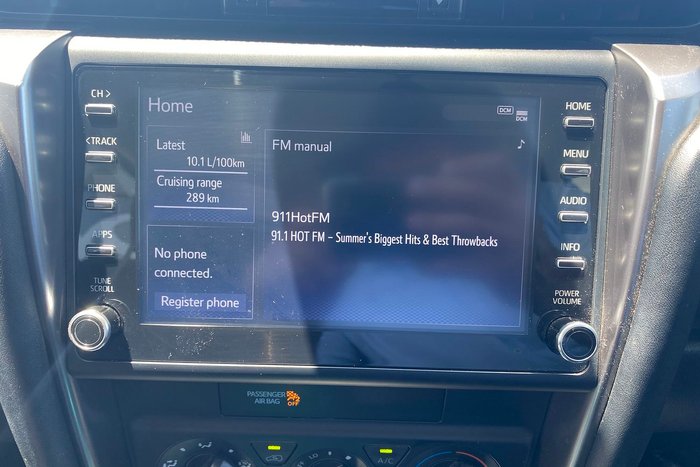 CH >
< TRACK
PHONE
APPS
TUNE
SCROLL
Home
DCM
DCM
Latest
10.1 L/100km
Cruising range
289 km
No phone
connected.
Register phone
FM manual
911HotFM
91.1 HOT FM – Summer's Biggest Hits & Best Throwbacks
HOME
MENU
AUDIO
INFO
POWER
VOLUME
PASSENGER
AIR BAG
OFF
LO
A/C